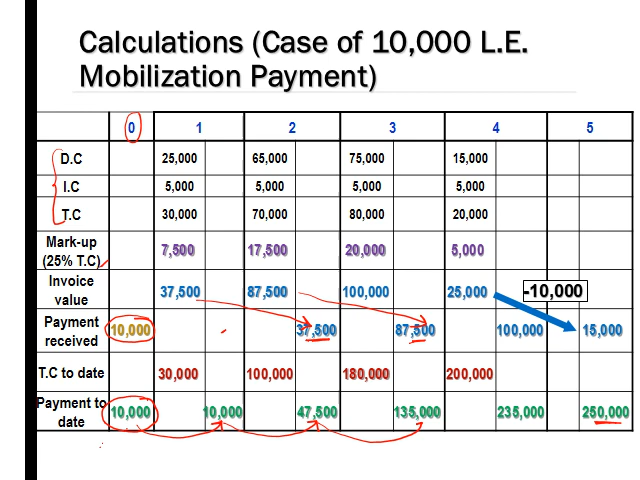 Calculations (Case of 10,000 L.E.
Mobilization Payment)
0 1 2 3 4 5
D.C 25,000 65,000 75,000 15,000
I.C 5,000 5,000 5,000 5,000
T.C 30,000 70,000 80,000 20,000
Mark-up
(25% T.C) 7,500 17,500 20,000 5,000
Invoice
value 37,500 87,500 100,000 25,000 -10,000
Payment
received 10,000 37,500 87,500 100,000 15,000
T.C to date 30,000 100,000 180,000 200,000
Payment to
date 10,000 10,000 47,500 135,000 235,000 250,000